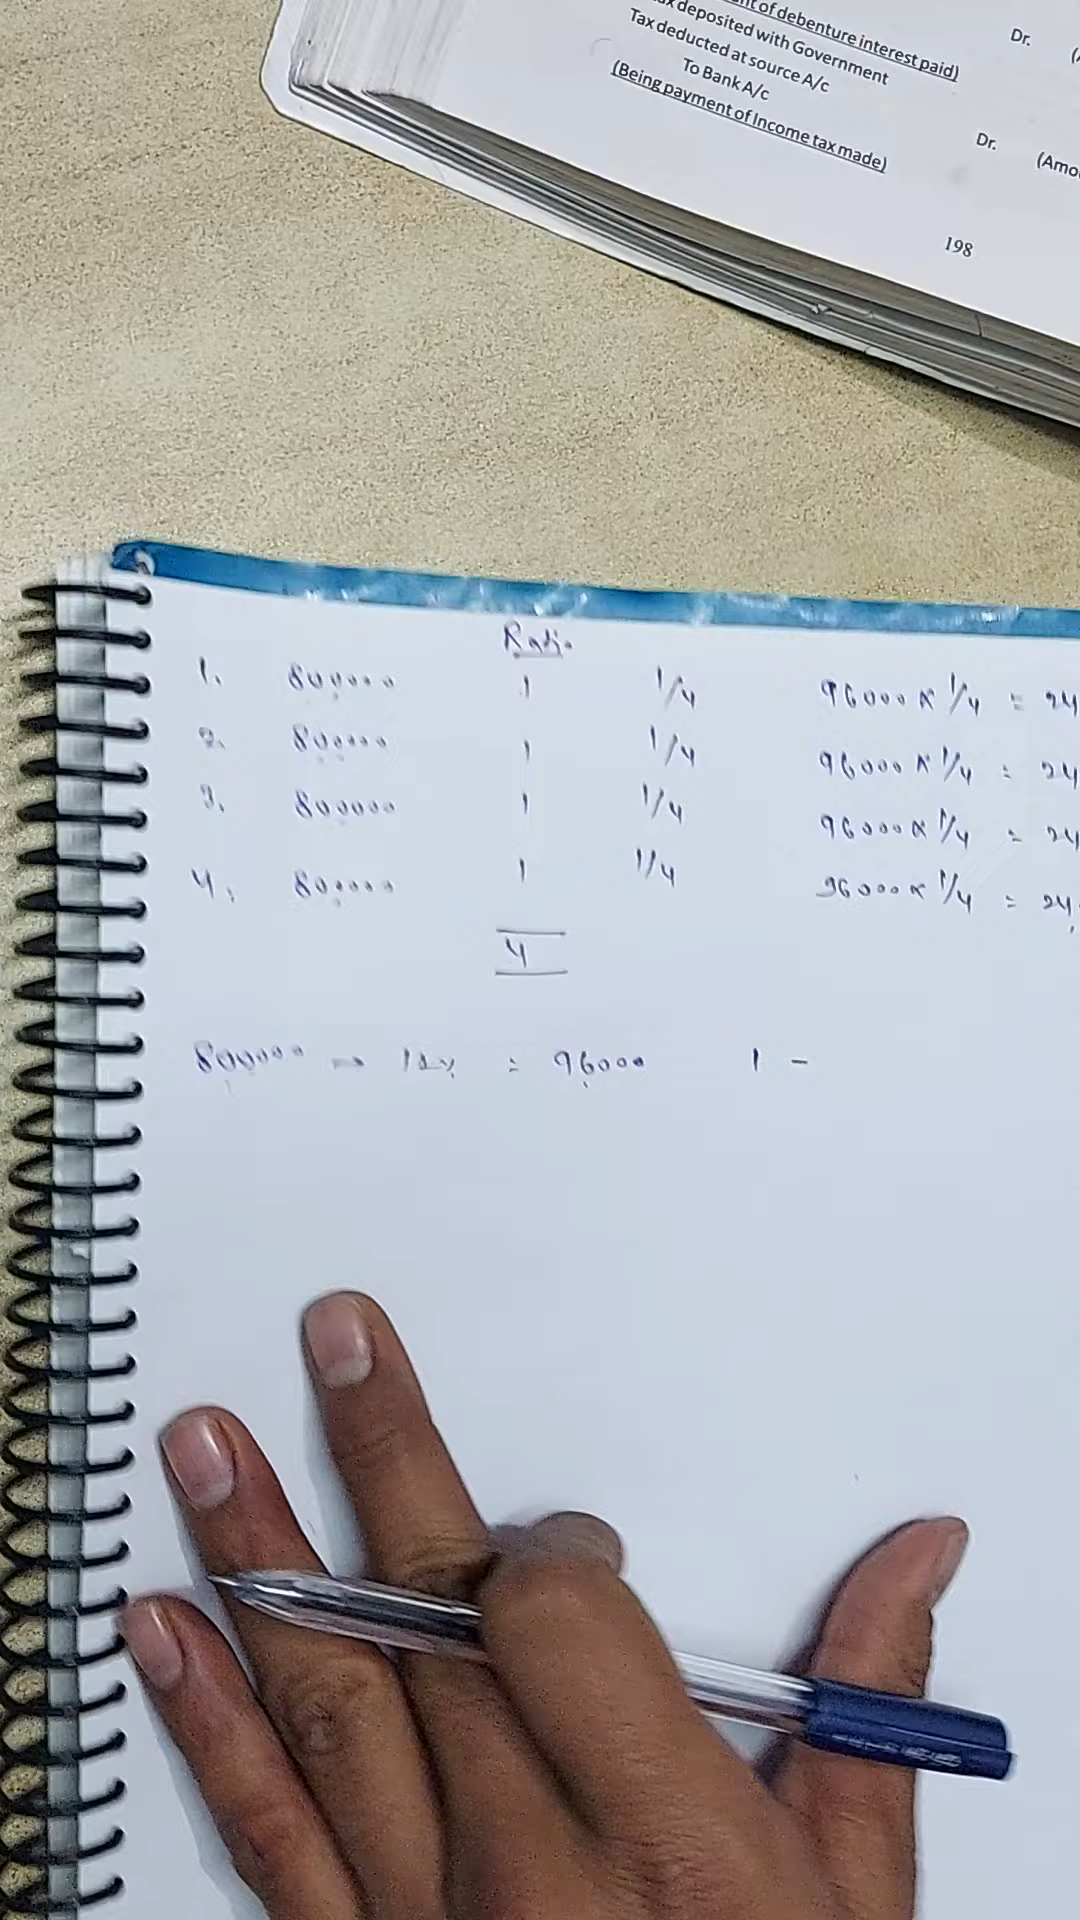 nt of debenture interest paid)
x deposited with Government
Tax deducted at source A/c Dr. (
To Bank A/c
(Being payment of Income tax made)
Dr. (Amo
198
Ratio
1. 800000 1 1/4 96000 x 1/4 = 24
2. 800000 1 1/4 96000 x 1/4 = 24
3. 800000 1 1/4 96000 x 1/4 = 24
4. 800000 1 1/4 96000 x 1/4 = 24
4
800000 ⇒ 12% = 96000 1 -